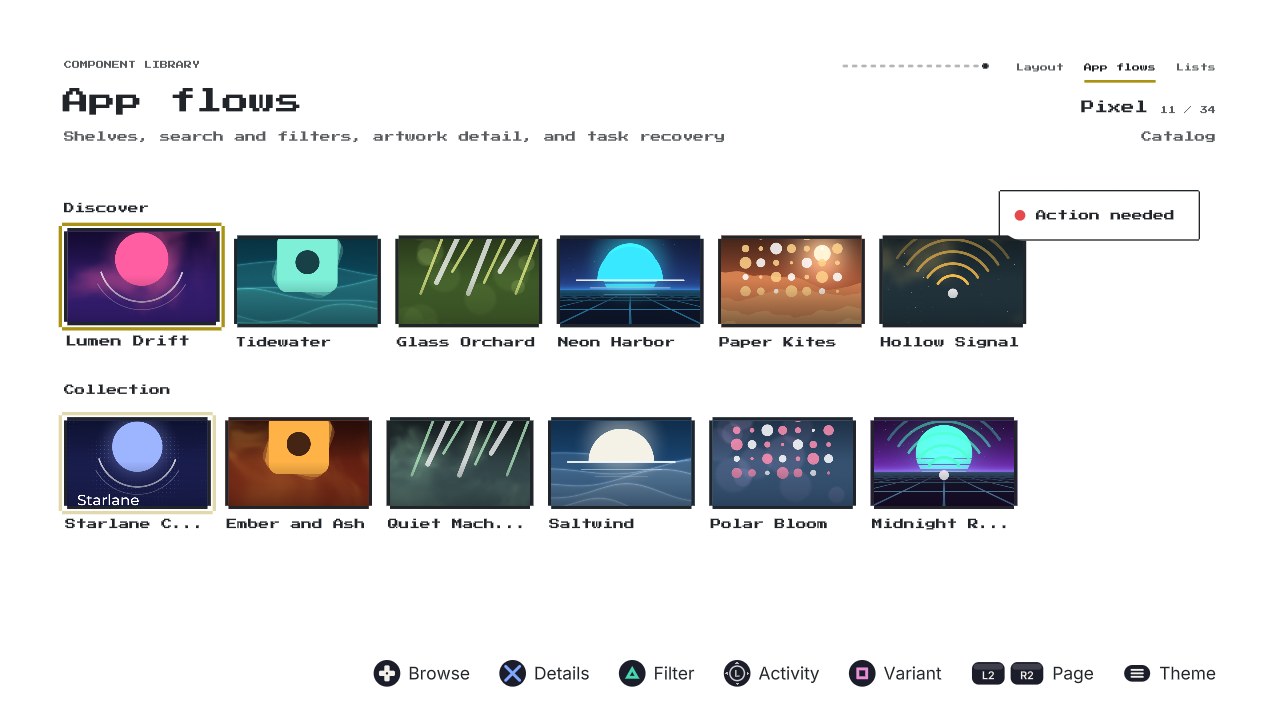 COMPONENT LIBRARY
Layout App flows Lists
App flows
Pixel 11 / 34
Shelves, search and filters, artwork detail, and task recovery
Catalog
Discover
Action needed
Lumen Drift Tidewater Glass Orchard Neon Harbor Paper Kites Hollow Signal
Collection
Starlane
Starlane C... Ember and Ash Quiet Mach... Saltwind Polar Bloom Midnight R...
Browse Details Filter L Activity Variant L2 R2 Page Theme